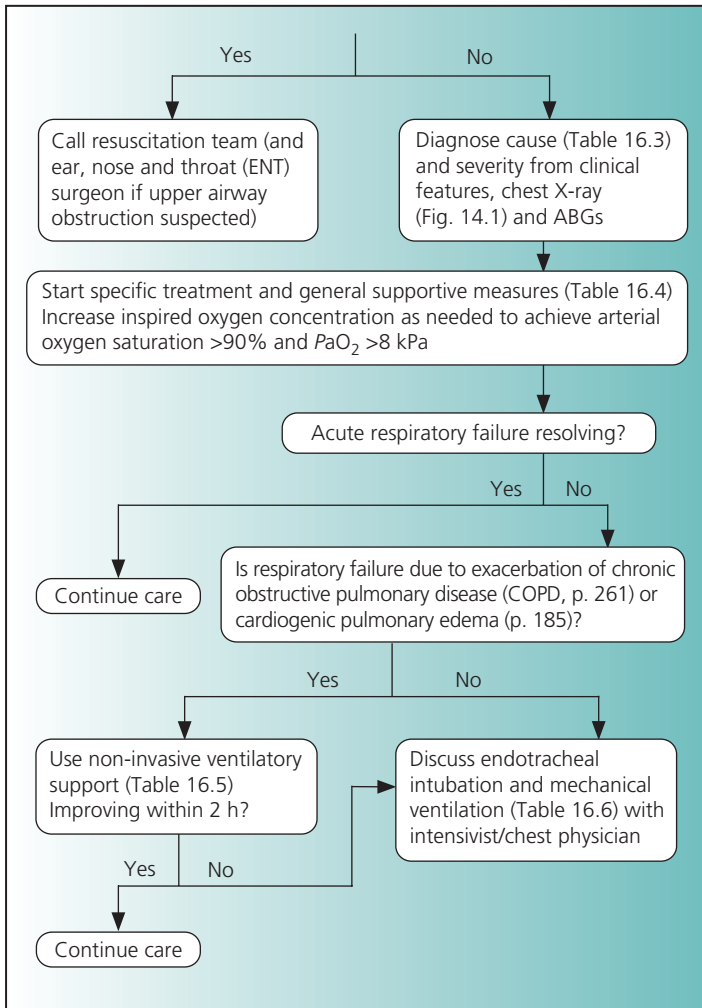 Yes
No
Call resuscitation team (and
ear, nose and throat (ENT)
surgeon if upper airway
obstruction suspected)
Diagnose cause (Table 16.3)
and severity from clinical
features, chest X-ray
(Fig. 14.1) and ABGs
Start specific treatment and general supportive measures (Table 16.4)
Increase inspired oxygen concentration as needed to achieve arterial
oxygen saturation >90% and PaO₂ >8 kPa
Acute respiratory failure resolving?
Yes
No
Continue care
Is respiratory failure due to exacerbation of chronic
obstructive pulmonary disease (COPD, p. 261) or
cardiogenic pulmonary edema (p. 185)?
Yes
No
Use non-invasive ventilatory
support (Table 16.5)
Improving within 2 h?
Discuss endotracheal
intubation and mechanical
ventilation (Table 16.6) with
intensivist/chest physician
Yes
No
Continue care